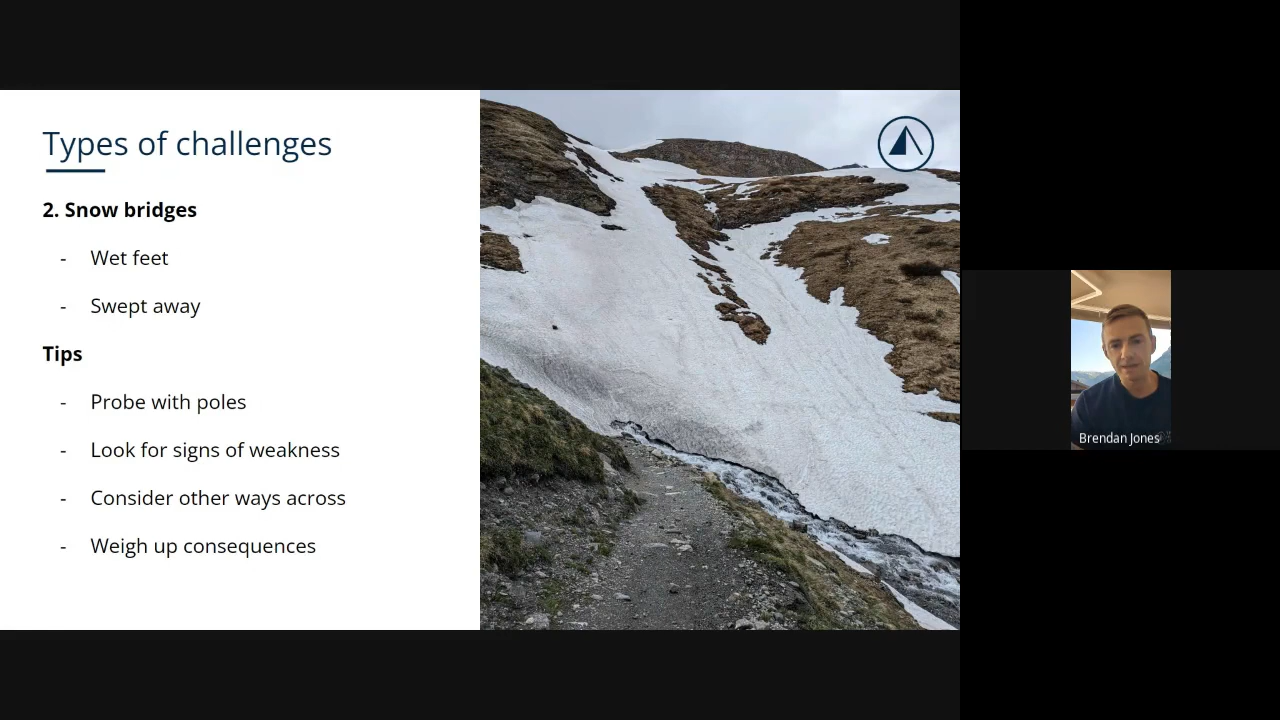 Types of challenges
2. Snow bridges
- Wet feet
- Swept away
Tips
- Probe with poles
- Look for signs of weakness
- Consider other ways across
- Weigh up consequences
Brendan Jones